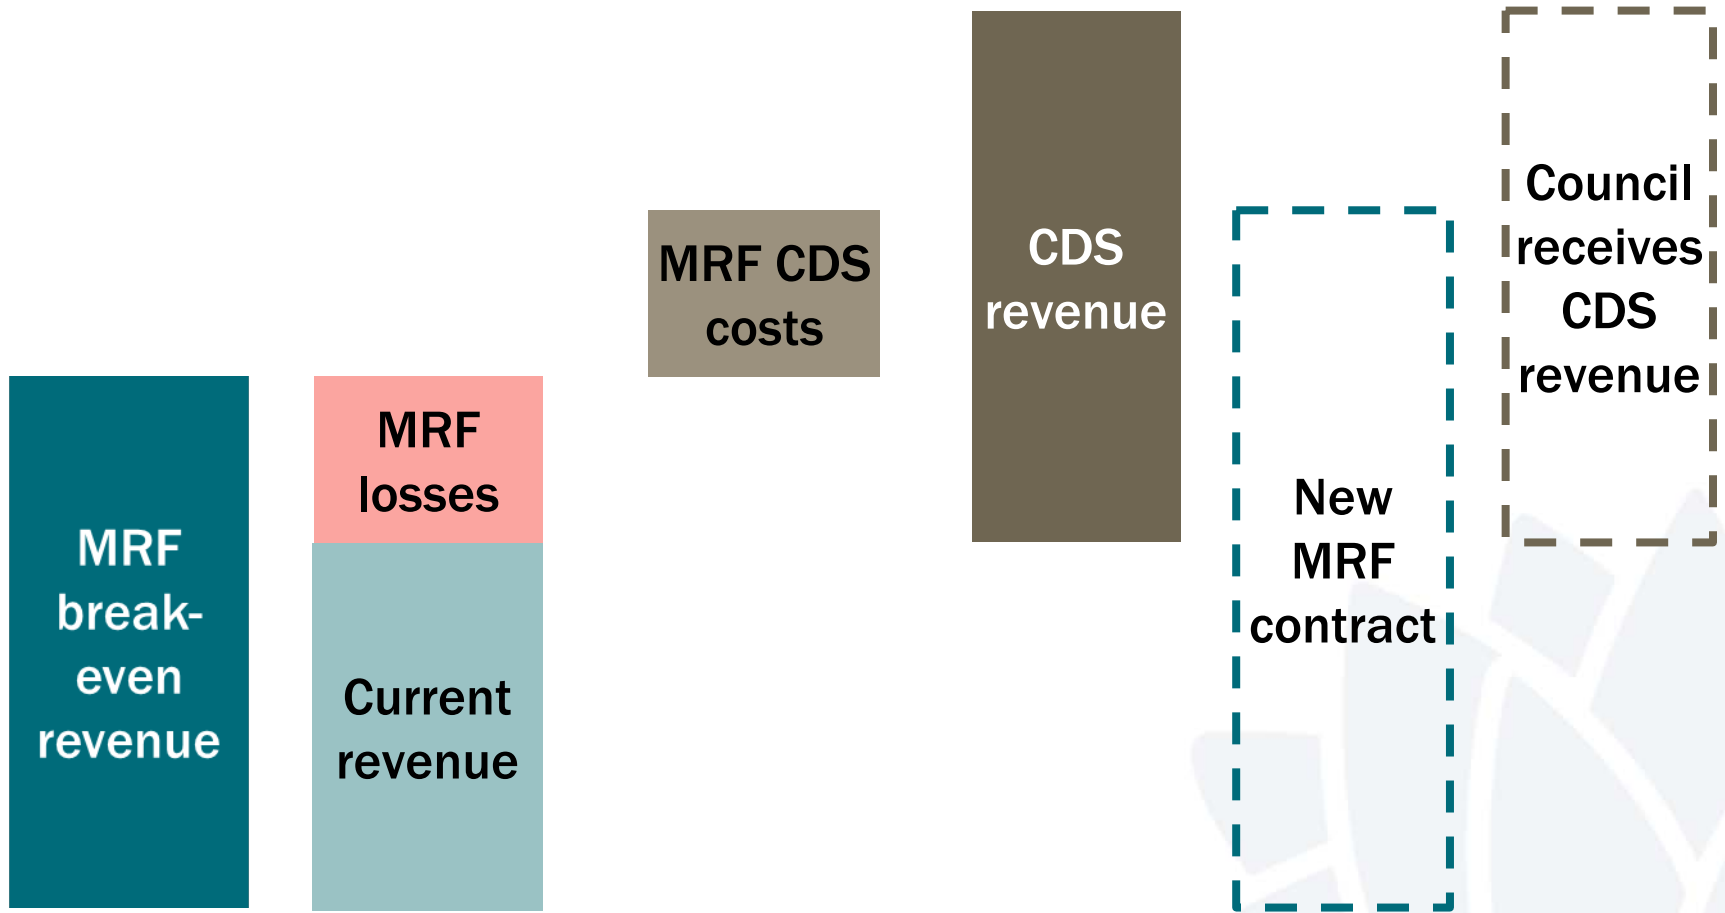 MRF
break-
even
revenue
MRF
losses
Current
revenue
MRF CDS
costs
CDS
revenue
New
MRF
contract
Council
receives
CDS
revenue